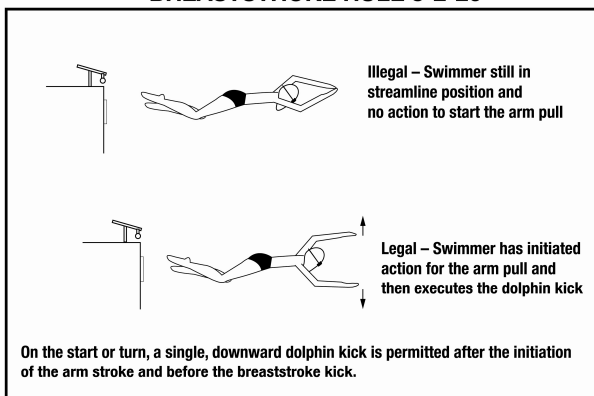 Illegal – Swimmer still in
streamline position and
no action to start the arm pull
Legal – Swimmer has initiated
action for the arm pull and
then executes the dolphin kick
On the start or turn, a single, downward dolphin kick is permitted after the initiation
of the arm stroke and before the breaststroke kick.